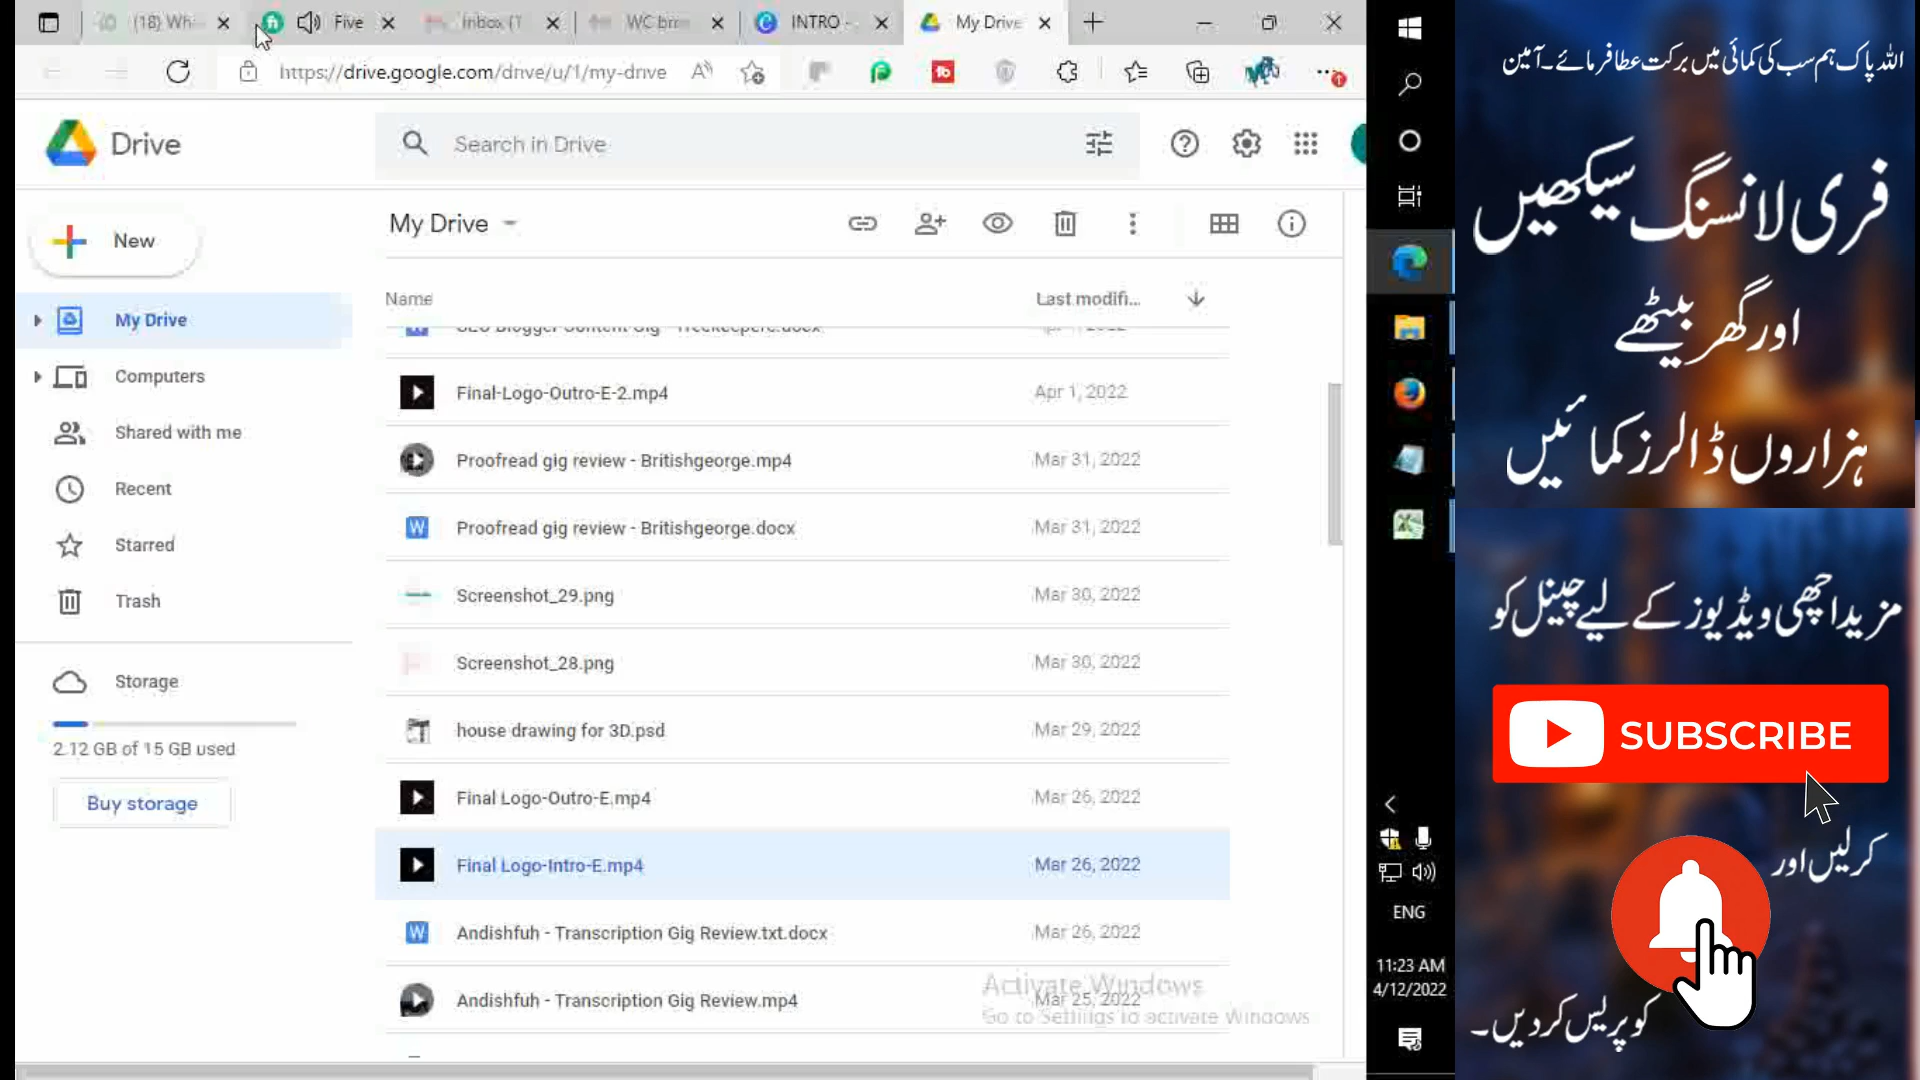 (18) Wh
Five
Inbox (1
WC br
INTRO -
My Drive
https://drive.google.com/drive/u/1/my-drive
Drive
Search in Drive
New
My Drive
Computers
Shared with me
Recent
Starred
Trash
Storage
2.12 GB of 15 GB used
Buy storage
My Drive
Name
Last modifi...
SEO Blogger Content Gig
Final-Logo-Outro-E-2.mp4
Apr 1, 2022
Proofread gig review - Britishgeorge.mp4
Mar 31, 2022
Proofread gig review - Britishgeorge.docx
Mar 31, 2022
Screenshot_29.png
Mar 30, 2022
Screenshot_28.png
Mar 30, 2022
house drawing for 3D.psd
Mar 29, 2022
Final Logo-Outro-E.mp4
Mar 26, 2022
Final Logo-Intro-E.mp4
Mar 26, 2022
Andishfuh - Transcription Gig Review.txt.docx
Mar 26, 2022
Andishfuh - Transcription Gig Review.mp4
Mar 25, 2022
Activate Windows
Go to Settings to activate Windows
ENG
11:23 AM
4/12/2022
اللہ پاک ہم سب کی کمائی میں برکت عطا فرمائے۔ آمین
فری لانسنگ سیکھیں
اور گھر بیٹھے
ہزاروں ڈالرز کمائیں
مزید اچھی ویڈیوز کے لیے چینل کو
SUBSCRIBE
کر لیں اور
کو پریس کر دیں۔